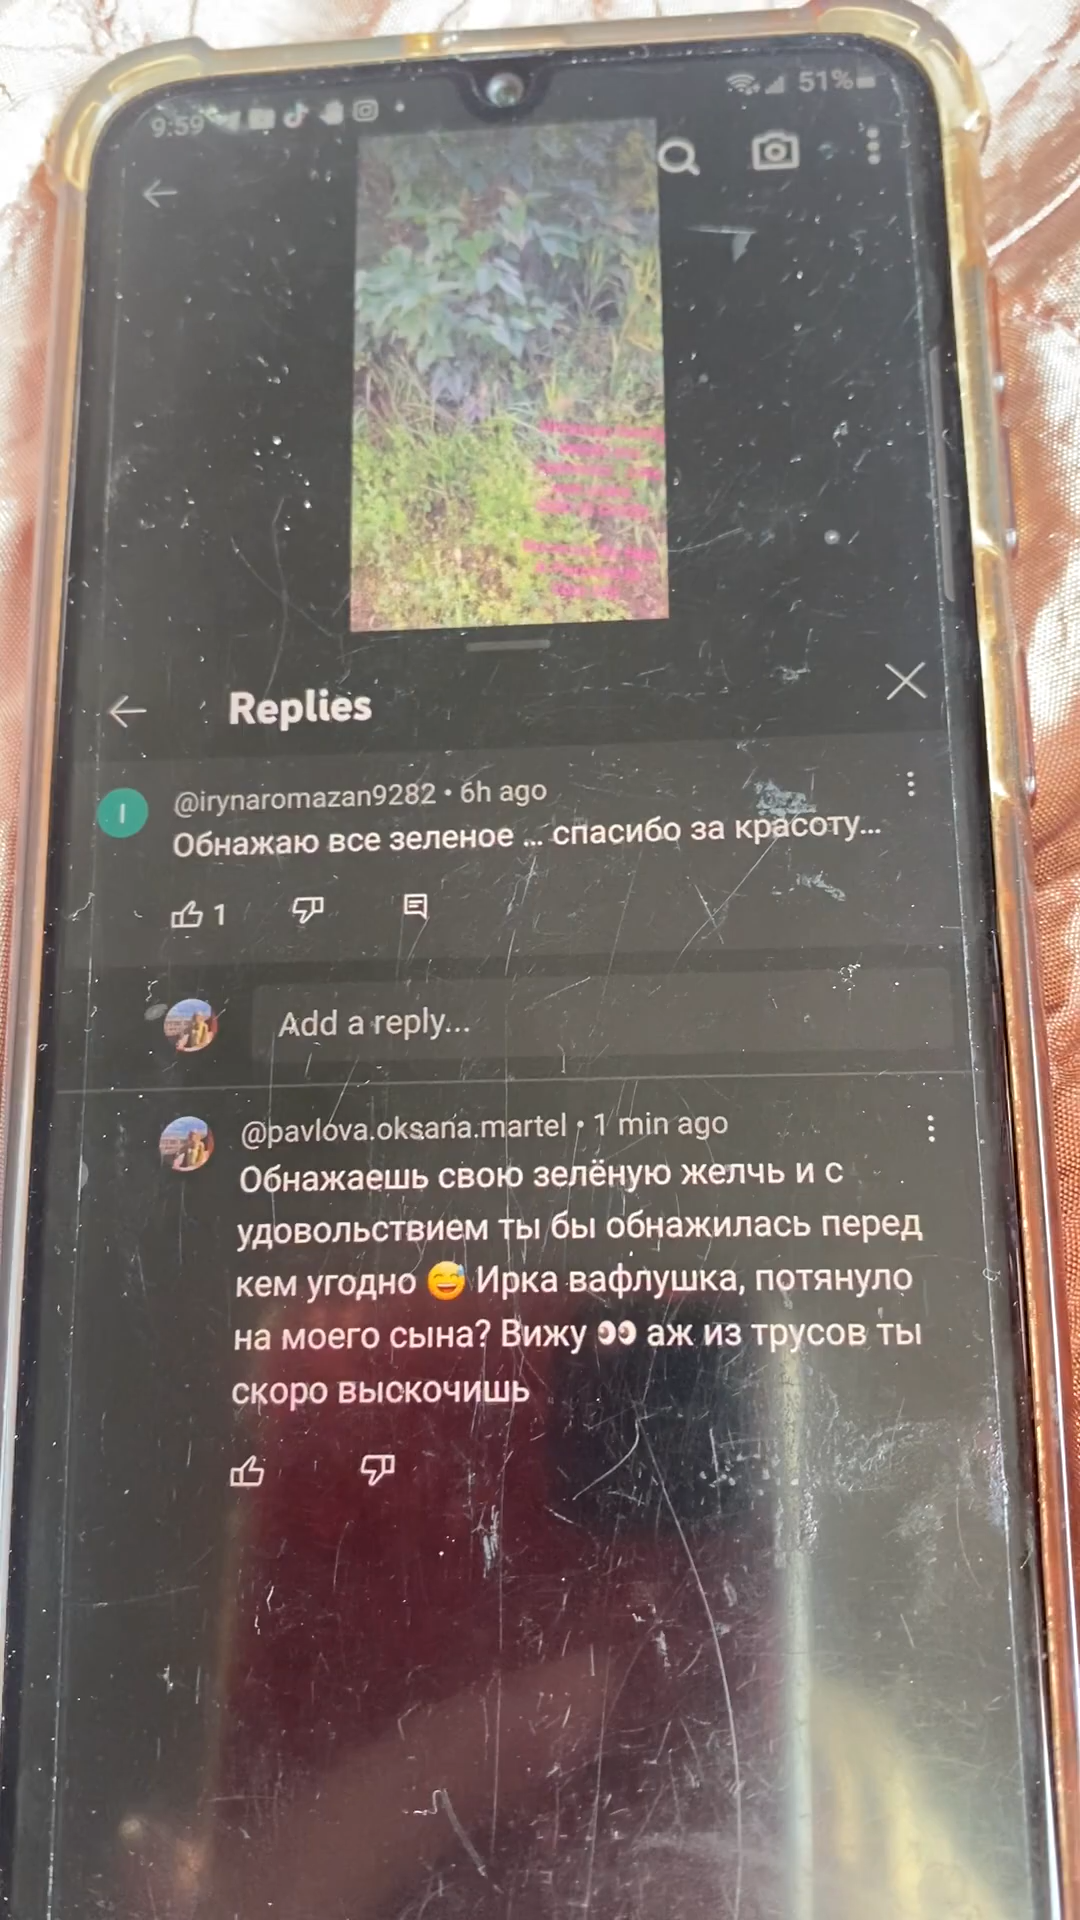 9:59
51%
Replies
@irynaromazan9282 • 6h ago
Обнажаю все зеленое ... спасибо за красоту...
1
Add a reply...
@pavlova.oksana.martel • 1 min ago
Обнажаешь свою зелёную желчь и с
удовольствием ты бы обнажилась перед
кем угодно 😅 Ирка вафлушка, потянуло
на моего сына? Вижу 👀 аж из трусов ты
скоро выскочишь